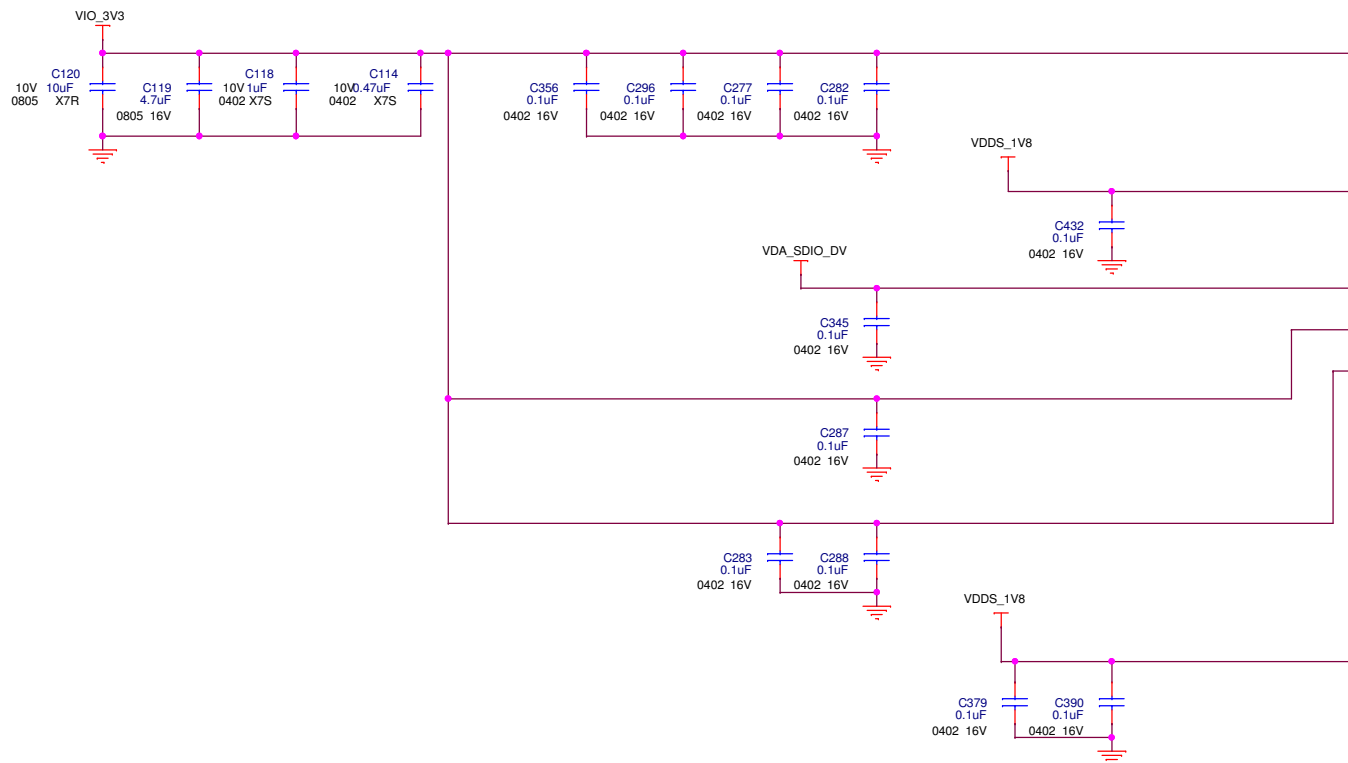 VIO_3V3
C120
10V 10uF
0805 X7R
C119
4.7uF
0805 16V
C118
10V 1uF
0402 X7S
C114
10V 0.47uF
0402 X7S
C356
0.1uF
0402 16V
C296
0.1uF
0402 16V
C277
0.1uF
0402 16V
C282
0.1uF
0402 16V
VDDS_1V8
C432
0.1uF
0402 16V
VDA_SDIO_DV
C345
0.1uF
0402 16V
C287
0.1uF
0402 16V
C283
0.1uF
0402 16V
C288
0.1uF
0402 16V
VDDS_1V8
C379
0.1uF
0402 16V
C390
0.1uF
0402 16V